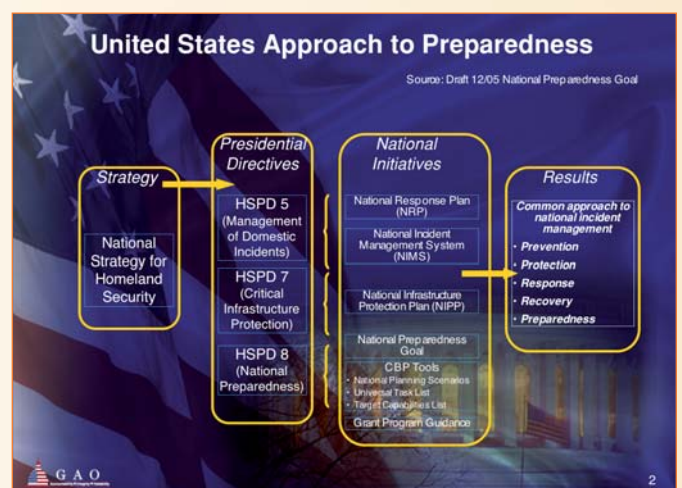 United States Approach to Preparedness
Source: Draft 12/05 National Preparedness Goal
Strategy
National
Strategy for
Homeland
Security
Presidential
Directives
HSPD 5
(Management
of Domestic
Incidents)
HSPD 7
(Critical
Infrastructure
Protection)
HSPD 8
(National
Preparedness)
National
Initiatives
National Response Plan
(NRP)
National Incident
Management System
(NIMS)
National Infrastructure
Protection Plan (NIPP)
National Preparedness
Goal
CBP Tools
• National Planning Scenarios
• Universal Task List
• Target Capabilities List
Grant Program Guidance
Results
Common approach to
national incident
management
• Prevention
• Protection
• Response
• Recovery
• Preparedness
GAO
2